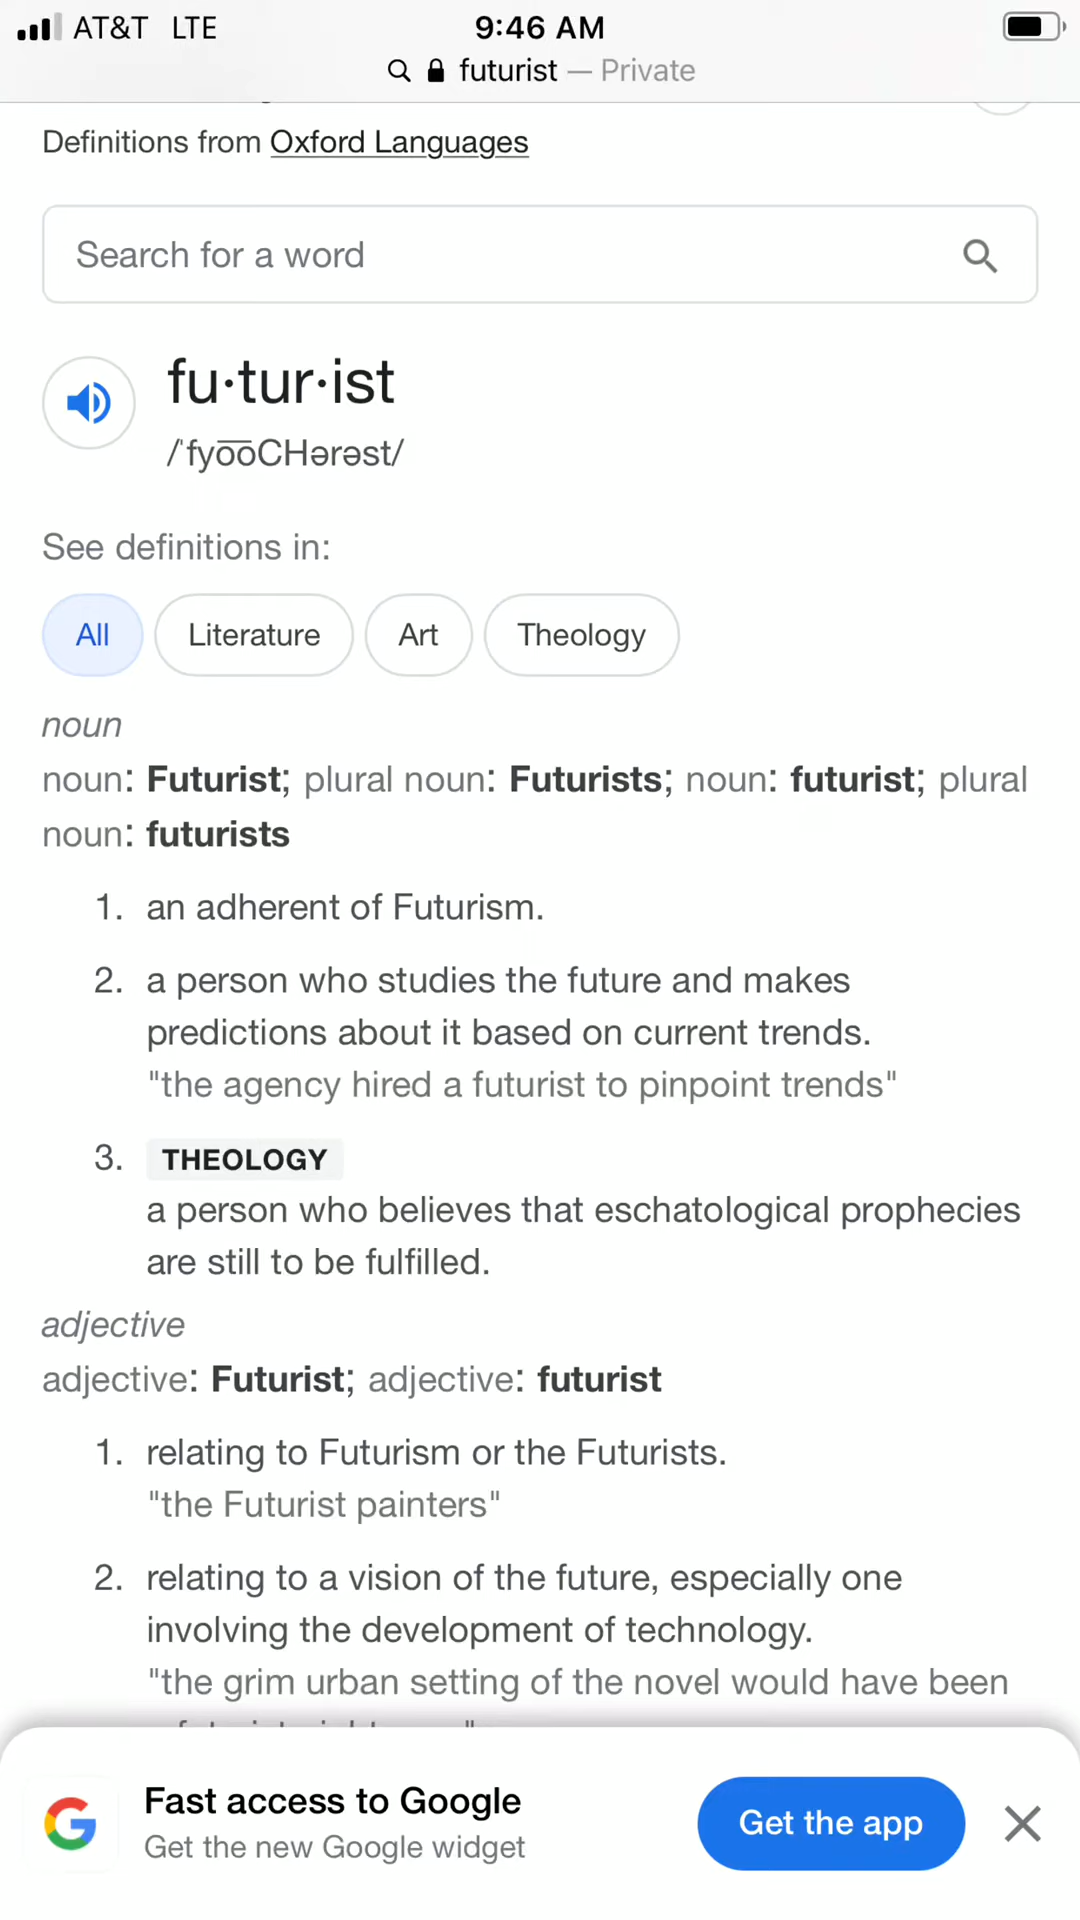 AT&T LTE 9:46 AM
futurist — Private
Definitions from Oxford Languages
Search for a word
fu·tur·ist
/ˈfyo͞oCHərəst/
See definitions in:
All Literature Art Theology
noun
noun: Futurist; plural noun: Futurists; noun: futurist; plural
noun: futurists
1. an adherent of Futurism.
2. a person who studies the future and makes
predictions about it based on current trends.
"the agency hired a futurist to pinpoint trends"
3. THEOLOGY
a person who believes that eschatological prophecies
are still to be fulfilled.
adjective
adjective: Futurist; adjective: futurist
1. relating to Futurism or the Futurists.
"the Futurist painters"
2. relating to a vision of the future, especially one
involving the development of technology.
"the grim urban setting of the novel would have been
Fast access to Google
Get the new Google widget
Get the app